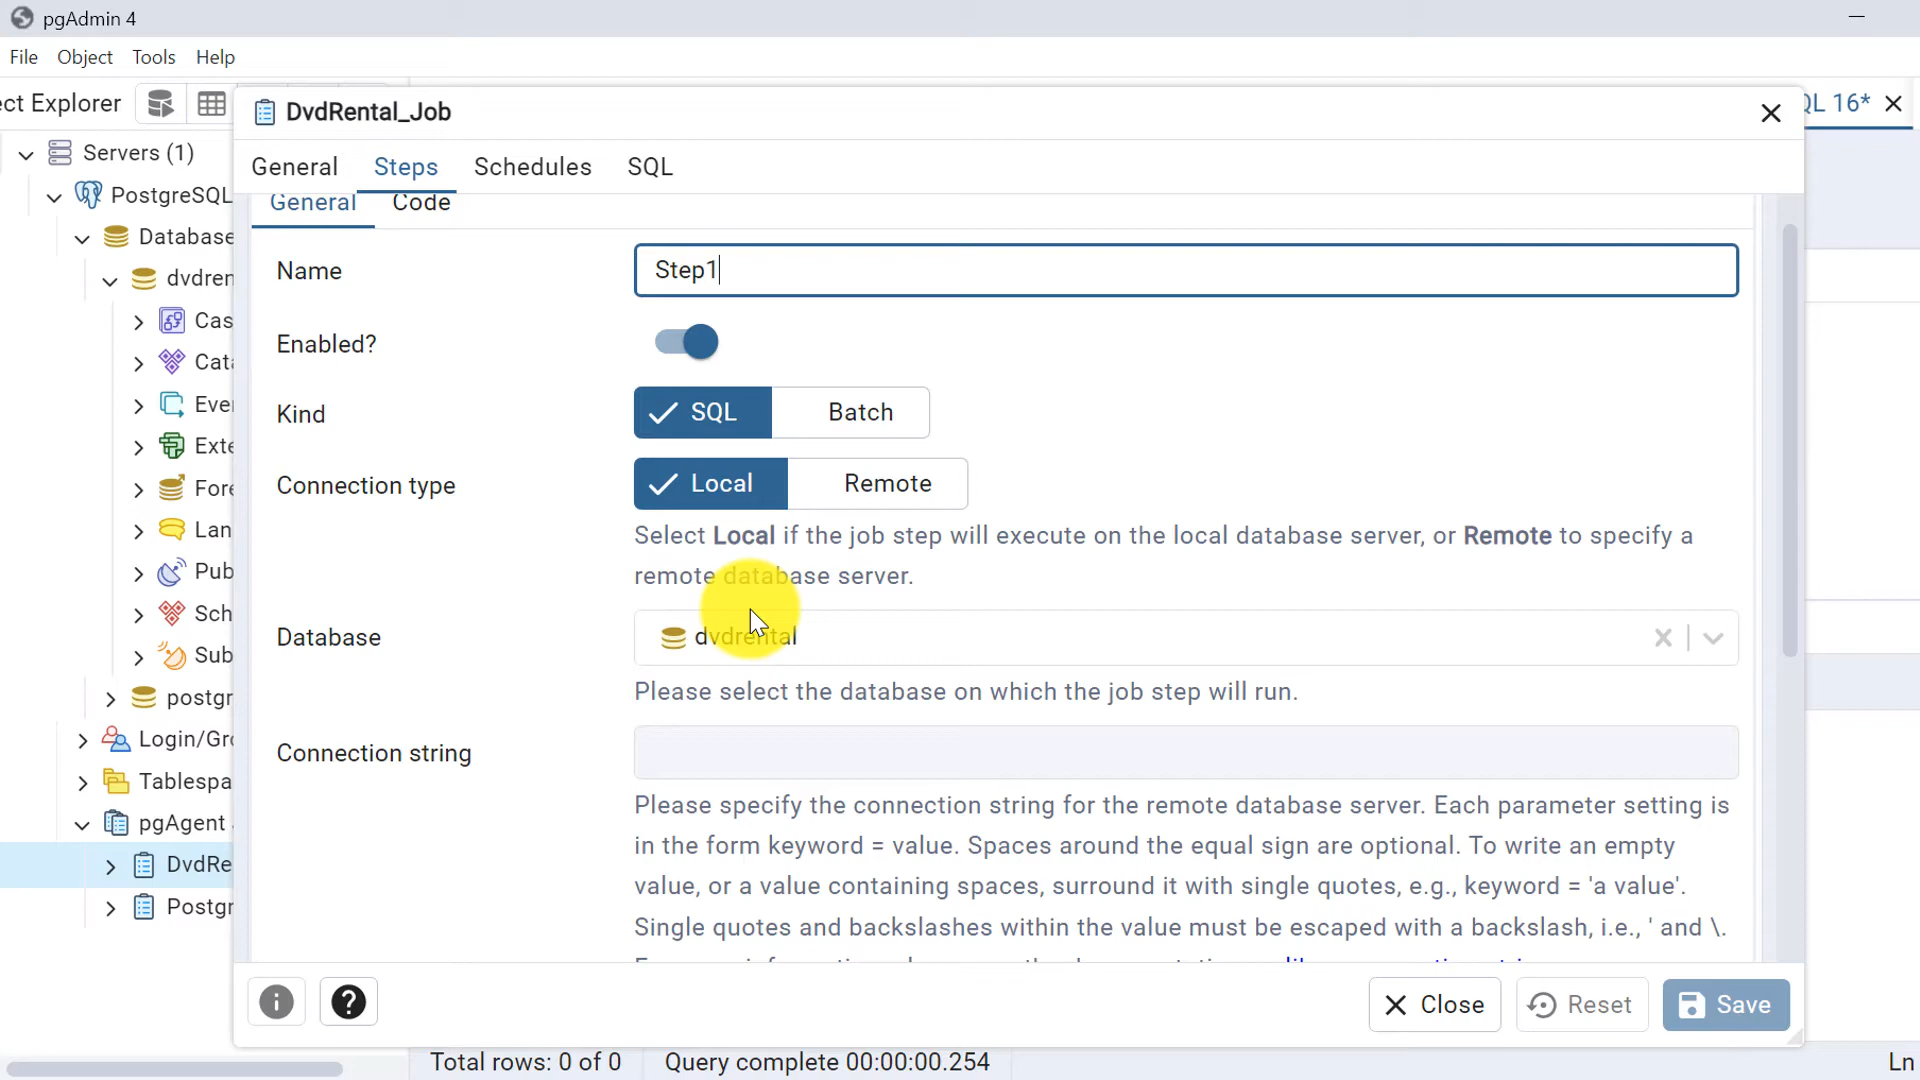 pgAdmin 4
File Object Tools Help
ect Explorer
QL 16*
DvdRental_Job
General Steps Schedules SQL
General Code
Servers (1)
PostgreSQL
Database
dvdren
Cas
Cata
Ever
Exte
Fore
Lan
Pub
Sch
Sub
postgr
Login/Gro
Tablespa
pgAgent
DvdRe
Postgr
Name
Step1
Enabled?
Kind
SQL Batch
Connection type
Local Remote
Select Local if the job step will execute on the local database server, or Remote to specify a
remote database server.
Database
dvdrental
Please select the database on which the job step will run.
Connection string
Please specify the connection string for the remote database server. Each parameter setting is
in the form keyword = value. Spaces around the equal sign are optional. To write an empty
value, or a value containing spaces, surround it with single quotes, e.g., keyword = 'a value'.
Single quotes and backslashes within the value must be escaped with a backslash, i.e., ' and \.
Close Reset Save
Total rows: 0 of 0 Query complete 00:00:00.254
Ln